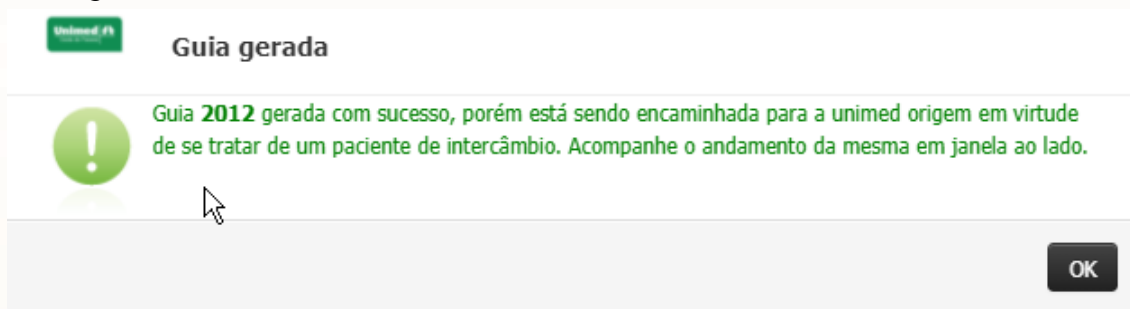 Unimed
Guia gerada
Guia 2012 gerada com sucesso, porém está sendo encaminhada para a unimed origem em virtude
de se tratar de um paciente de intercâmbio. Acompanhe o andamento da mesma em janela ao lado.
OK